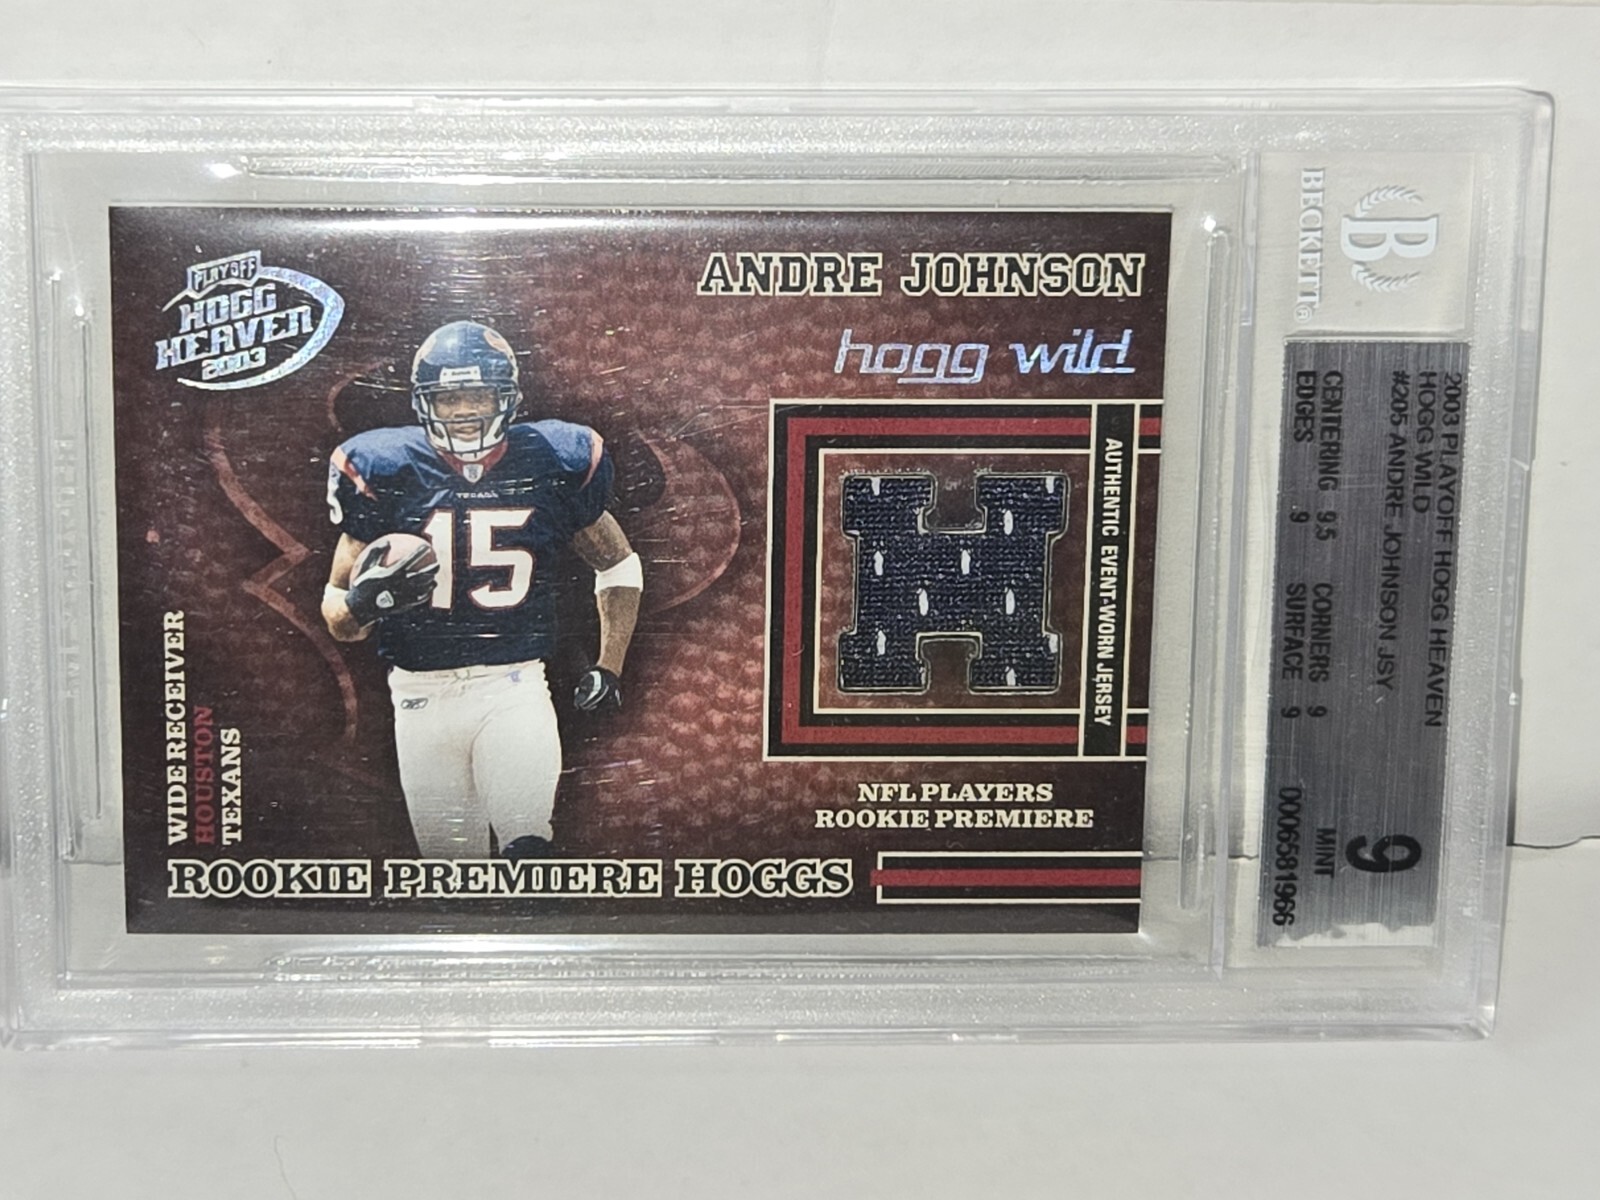 PLAYOFF
HOGG
HEAVEN
2003
ANDRE JOHNSON
hogg wild
AUTHENTIC EVENT-WORN JERSEY
TEXANS
15
15
WIDE RECEIVER
HOUSTON
TEXANS
NFL PLAYERS
ROOKIE PREMIERE
ROOKIE PREMIERE HOGGS
B
BECKETT®
2003 PLAYOFF HOGG HEAVEN
HOGG WILD
#205 ANDRE JOHNSON JSY
CENTERING 9.5 CORNERS 9
EDGES 9 SURFACE 9
9
MINT
0006581966